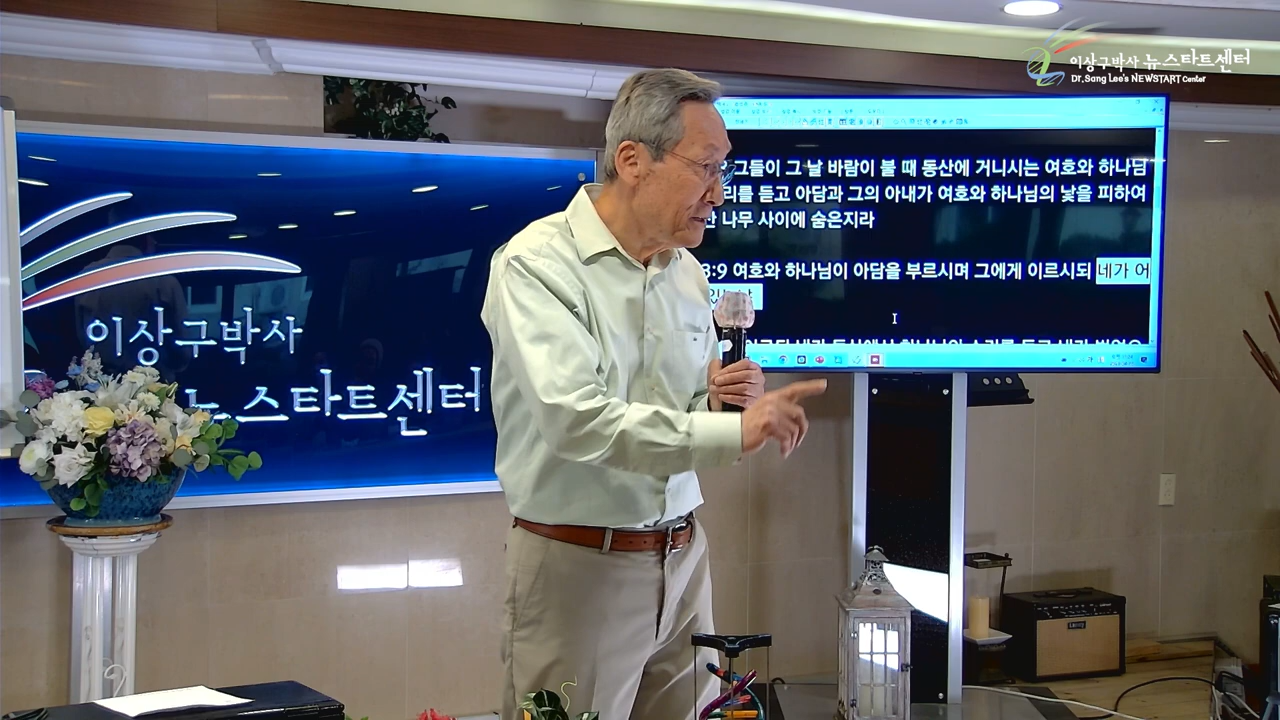 이상구박사 뉴스타트센터
Dr. Sang Lee's NEWSTART Center
그들이 그 날 바람이 불 때 동산에 거니시는 여호와 하나님
리를 듣고 아담과 그의 아내가 여호와 하나님의 낯을 피하여
나무 사이에 숨은지라
3:9 여호와 하나님이 아담을 부르시며 그에게 이르시되 네가 어
이상구박사
뉴스타트센터
Laney